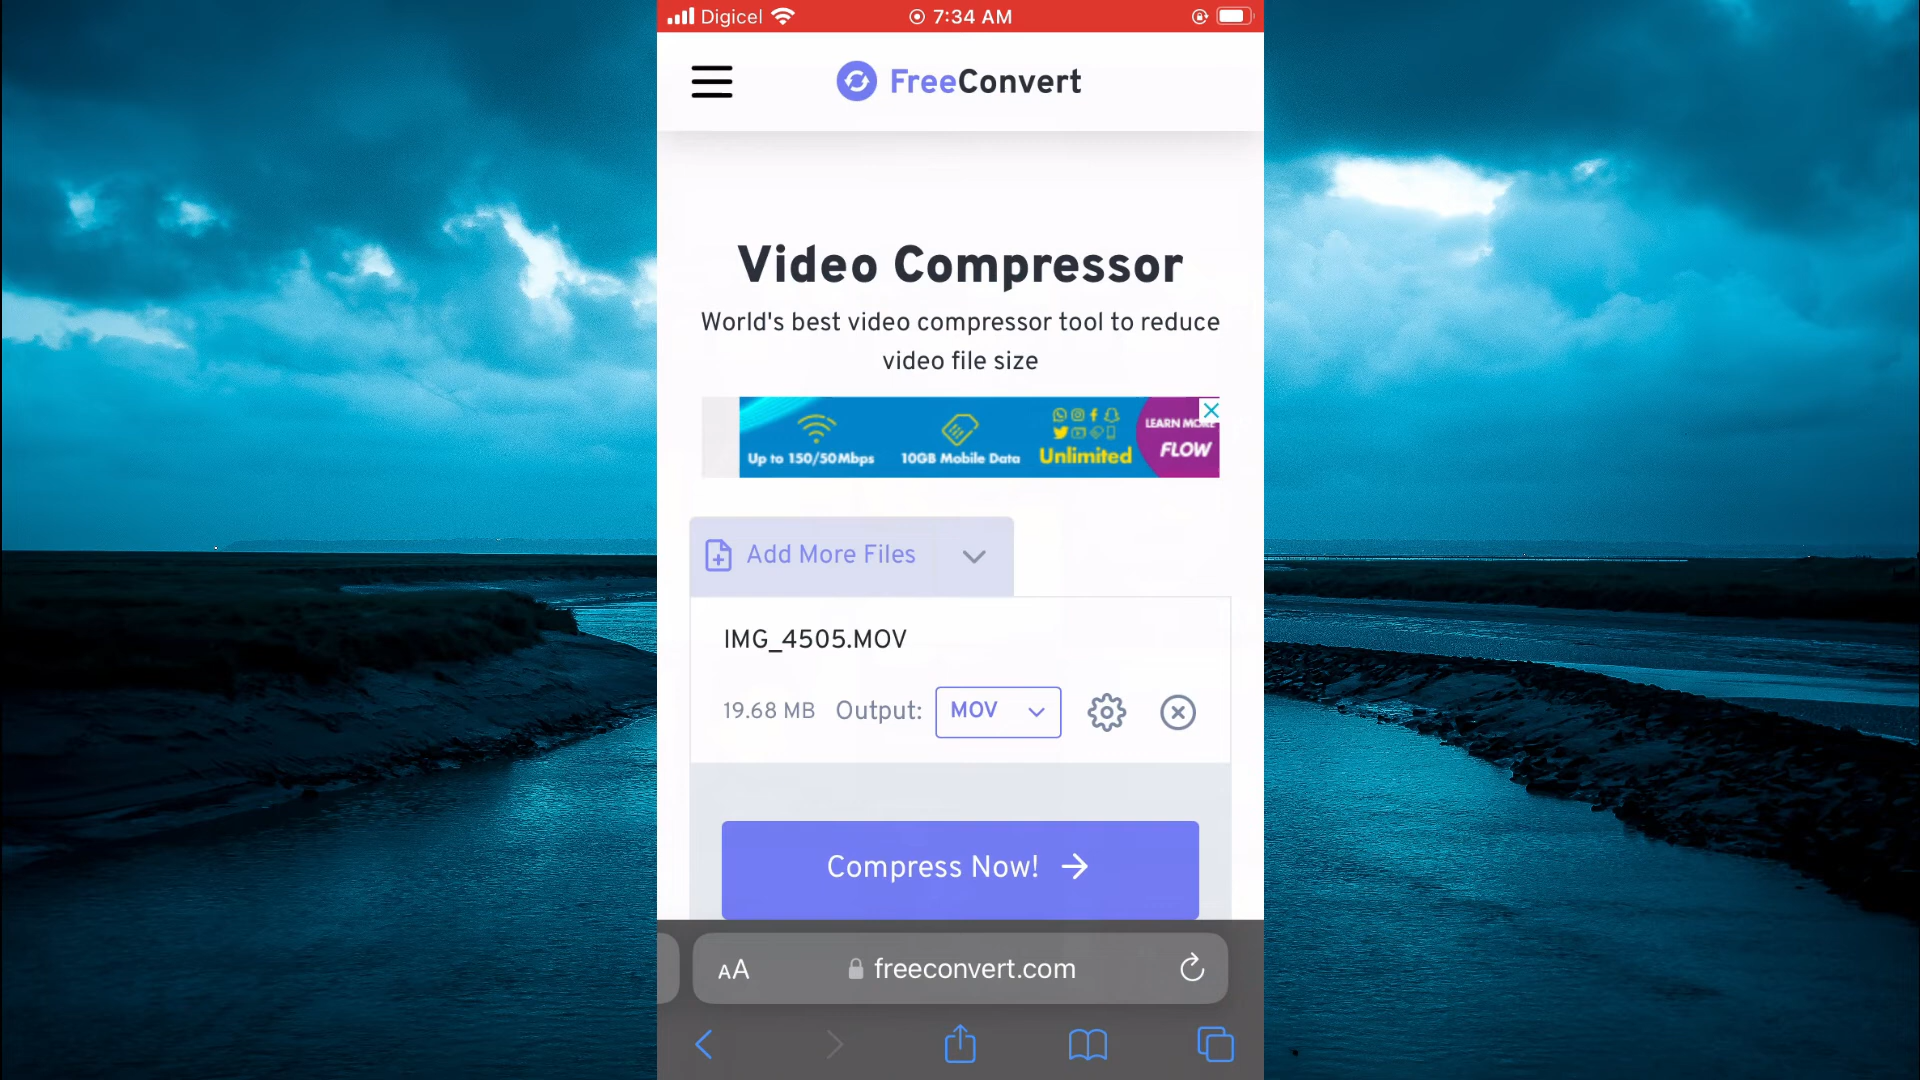 Digicel 7:34 AM
FreeConvert
Video Compressor
World's best video compressor tool to reduce
video file size
Up to 150/50Mbps
10GB Mobile Data
Unlimited
LEARN MORE
FLOW
Add More Files
IMG_4505.MOV
19.68 MB Output: MOV
Compress Now!
AA freeconvert.com